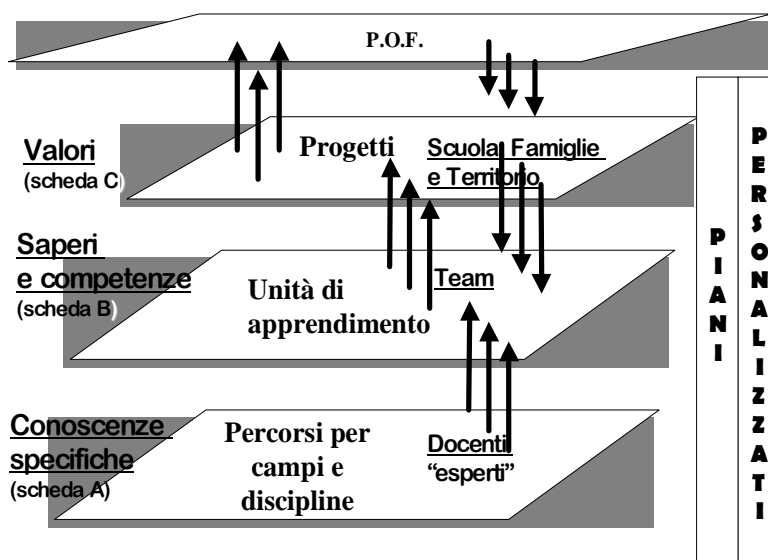 P.O.F.
Valori
(scheda C)
Progetti
Scuola Famiglie
e Territorio
Saperi
e competenze
(scheda B)
Unità di
apprendimento
Team
Conoscenze
specifiche
(scheda A)
Percorsi per
campi e
discipline
Docenti
“esperti”
PIANI
PERSONALIZZATI